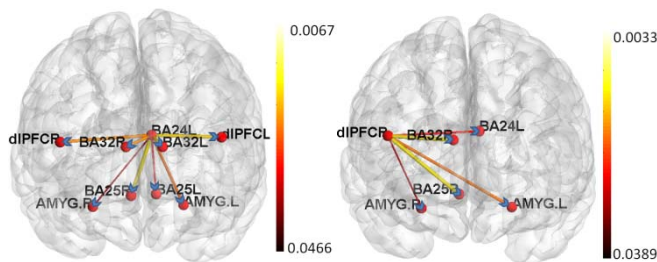 0.0067
BA24L
dlPFCR
dlPFCL
BA32R
BA32L
BA25R
BA25L
AMYG.R
AMYG.L
0.0466
0.0033
dlPFCR
BA32R
BA24L
BA25R
AMYG.R
AMYG.L
0.0389